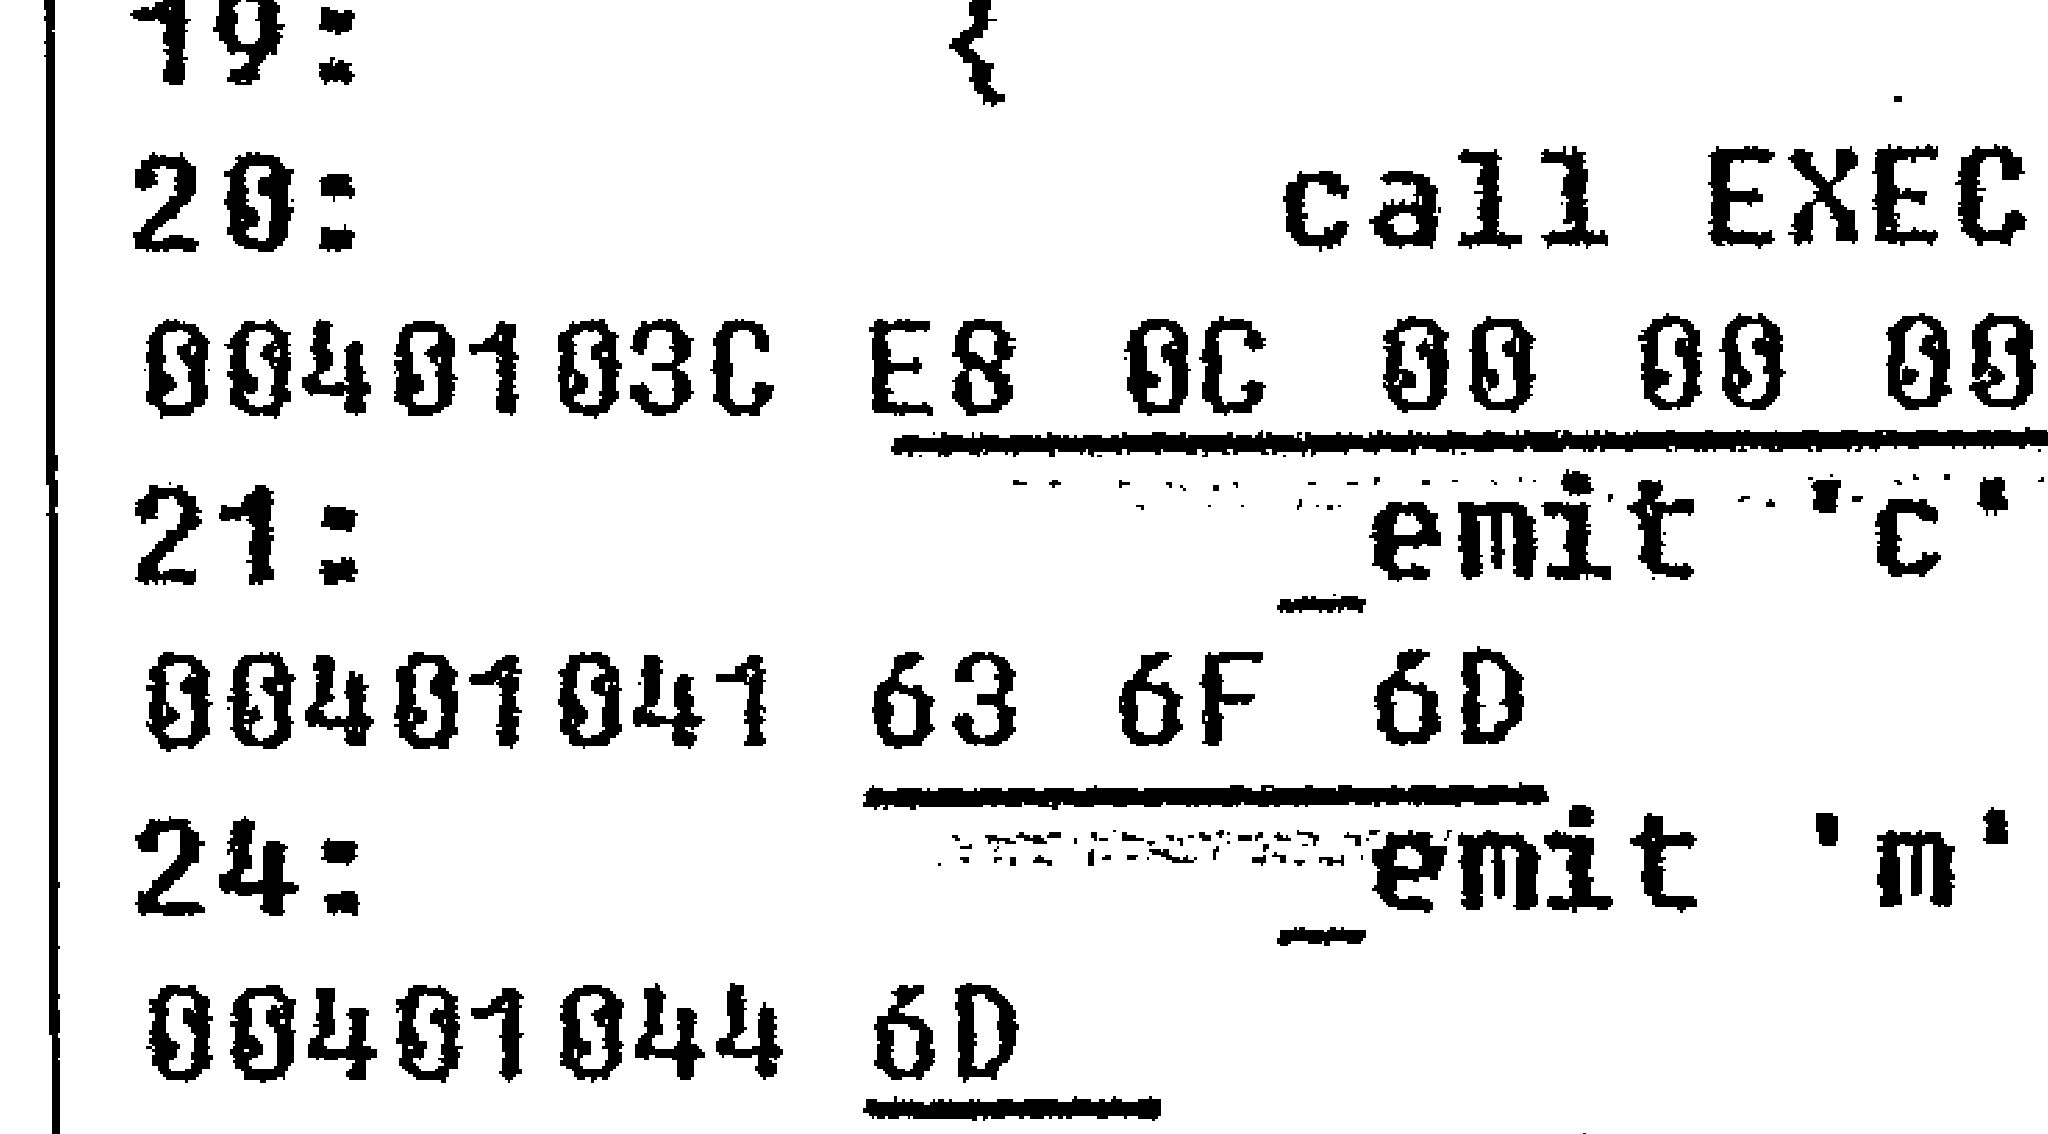 19: {
20: call EXEC
0040103C E8 0C 00 00 00
21: _emit 'c'
00401041 63 6F 6D
24: _emit 'm'
00401044 6D